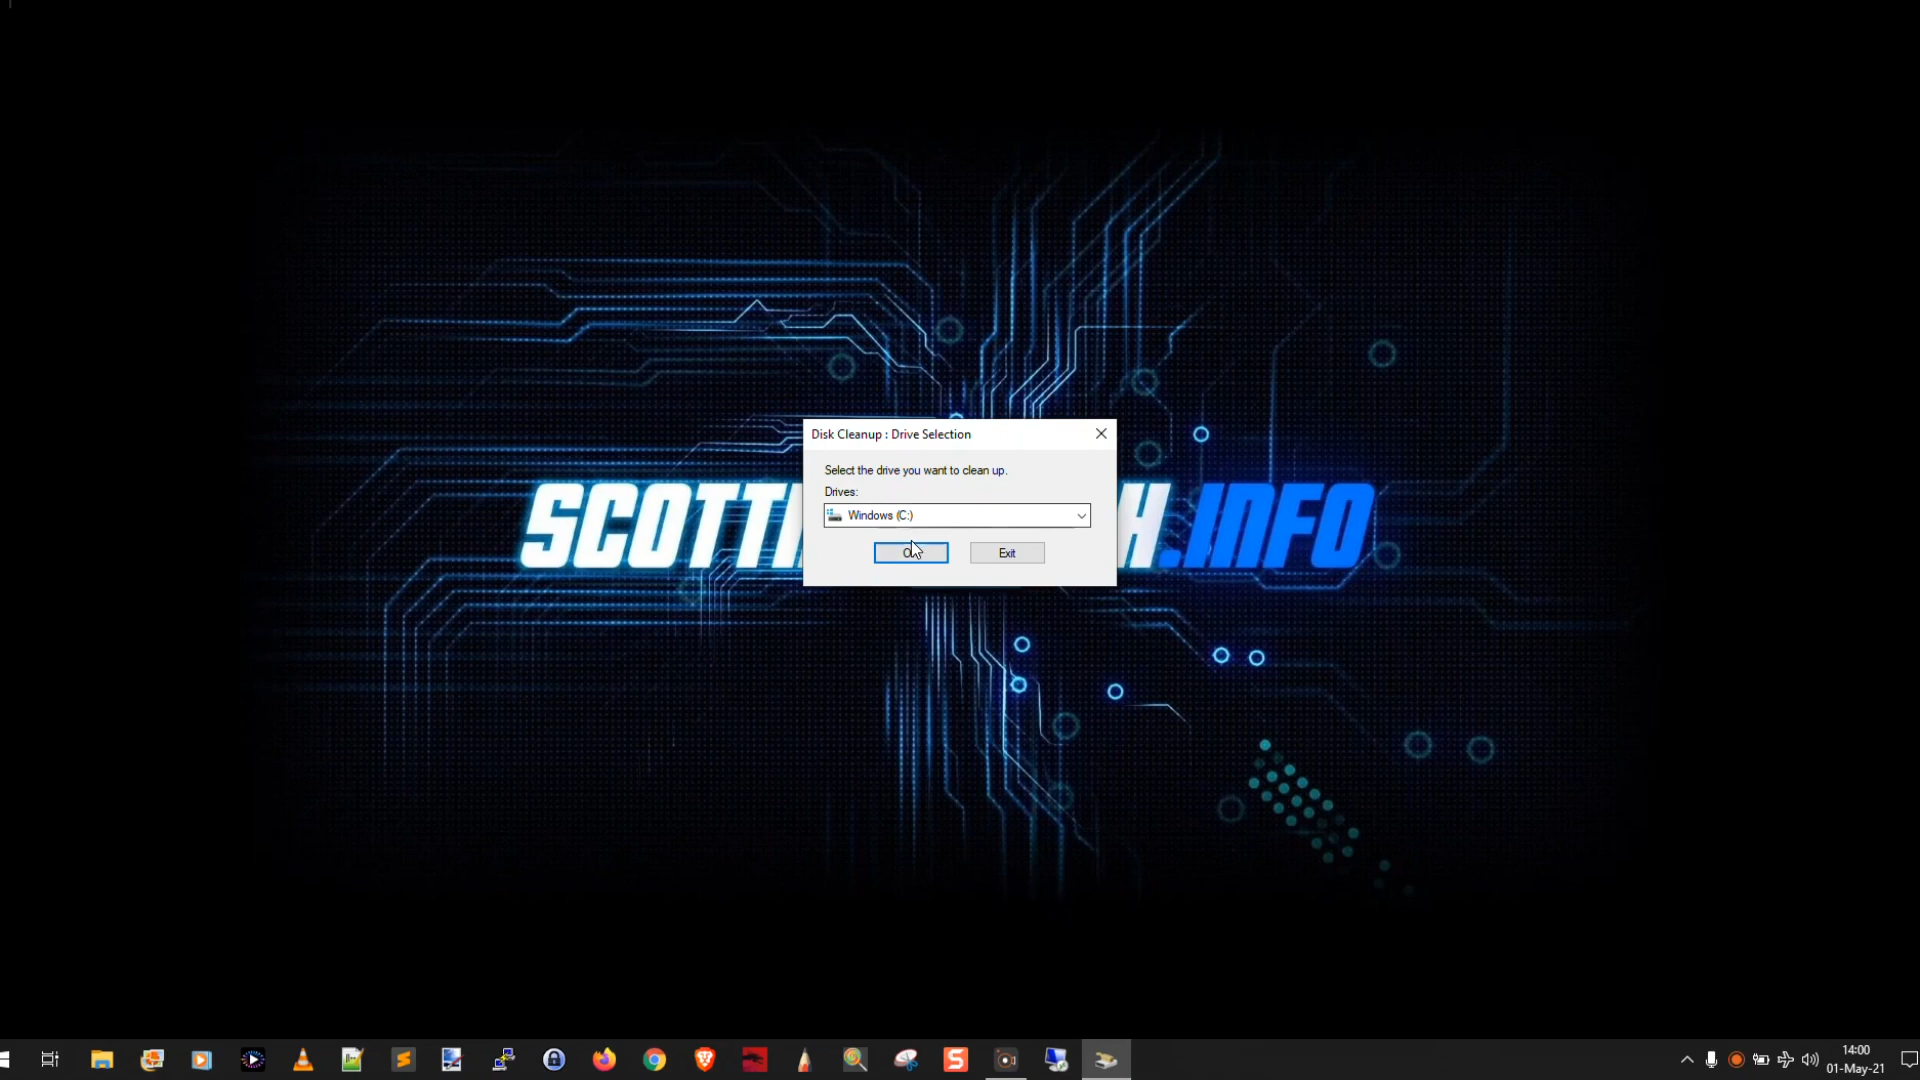 Disk Cleanup : Drive Selection
Select the drive you want to clean up.
Drives:
Windows (C:)
Exit
.INFO
14:00
01-May-21